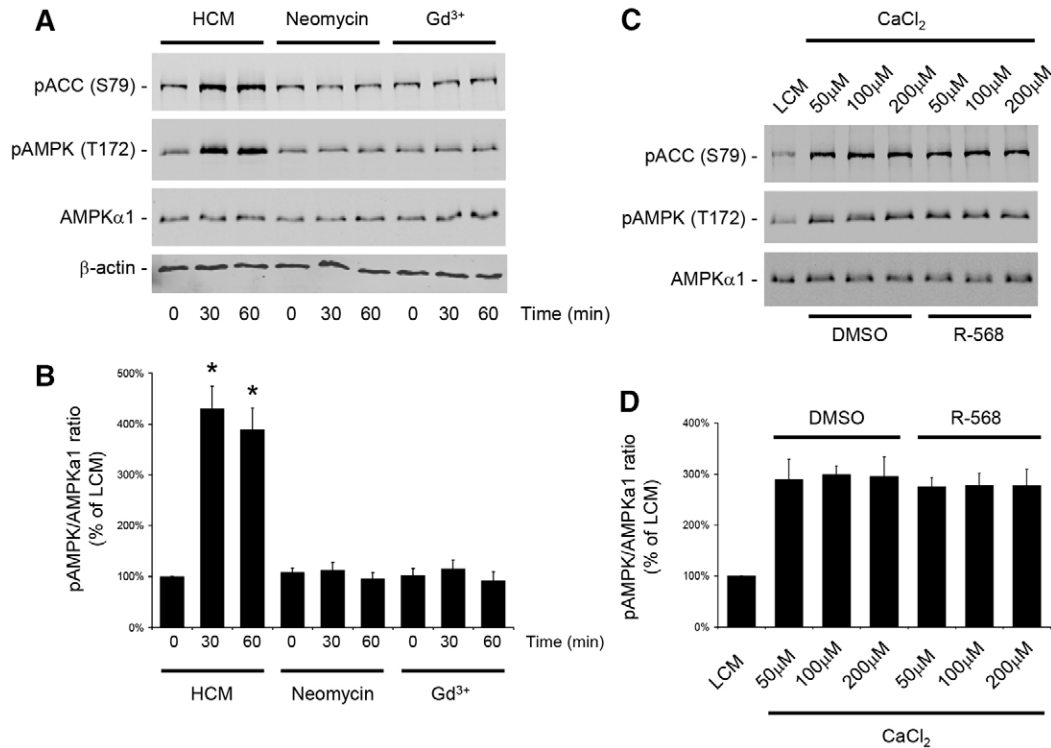 A
HCM Neomycin Gd³⁺
pACC (S79) -
pAMPK (T172) -
AMPKα1 -
β-actin -
0 30 60 0 30 60 0 30 60 Time (min)
B
pAMPK/AMPKa1 ratio
(% of LCM)
500%
400%
300%
200%
100%
0%
* *
0 30 60 0 30 60 0 30 60 Time (min)
HCM Neomycin Gd³⁺
C
CaCl₂
LCM 50µM 100µM 200µM 50µM 100µM 200µM
pACC (S79) -
pAMPK (T172) -
AMPKα1 -
DMSO R-568
D
DMSO R-568
pAMPK/AMPKa1 ratio
(% of LCM)
500%
400%
300%
200%
100%
0%
LCM 50µM 100µM 200µM 50µM 100µM 200µM
CaCl₂